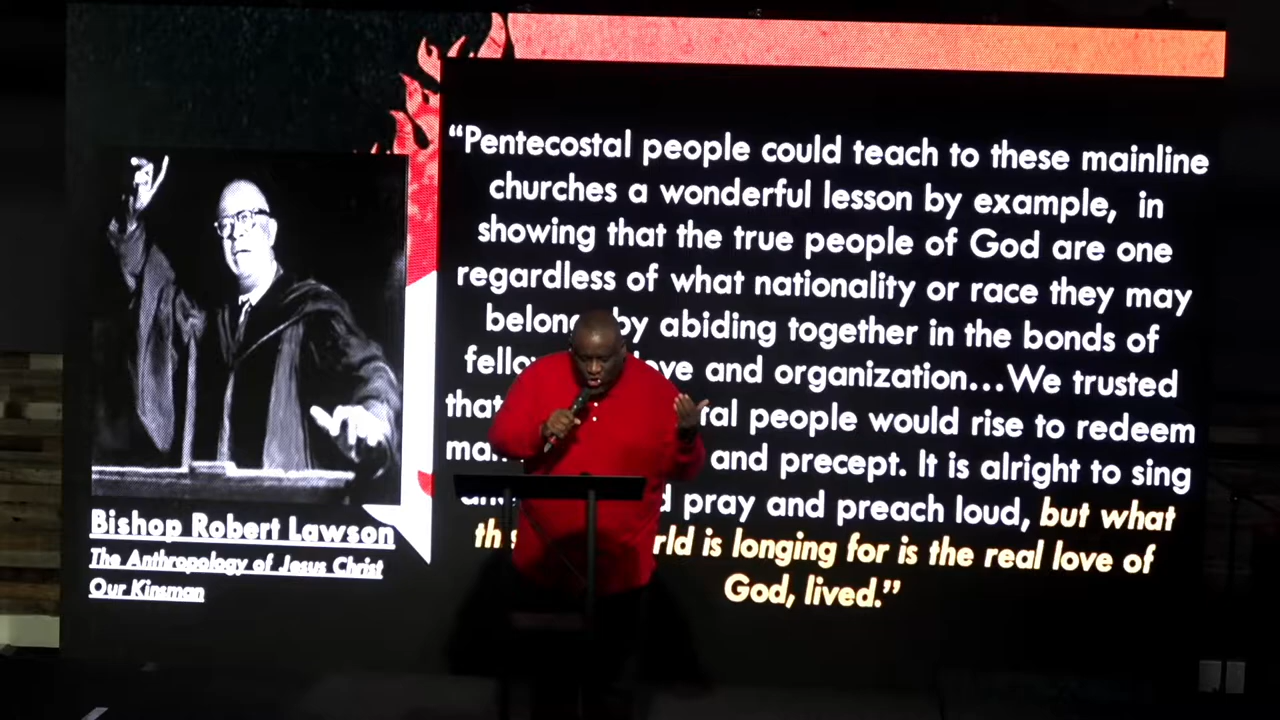 “Pentecostal people could teach to these mainline
churches a wonderful lesson by example, in
showing that the true people of God are one
regardless of what nationality or race they may
by abiding together in the bonds of
and organization...We trusted
people would rise to redeem
and precept. It is alright to sing
pray and preach loud, but what
is longing for is the real love of
God, lived.”
Bishop Robert Lawson
The Anthropology of Jesus Christ
Our Kinsman